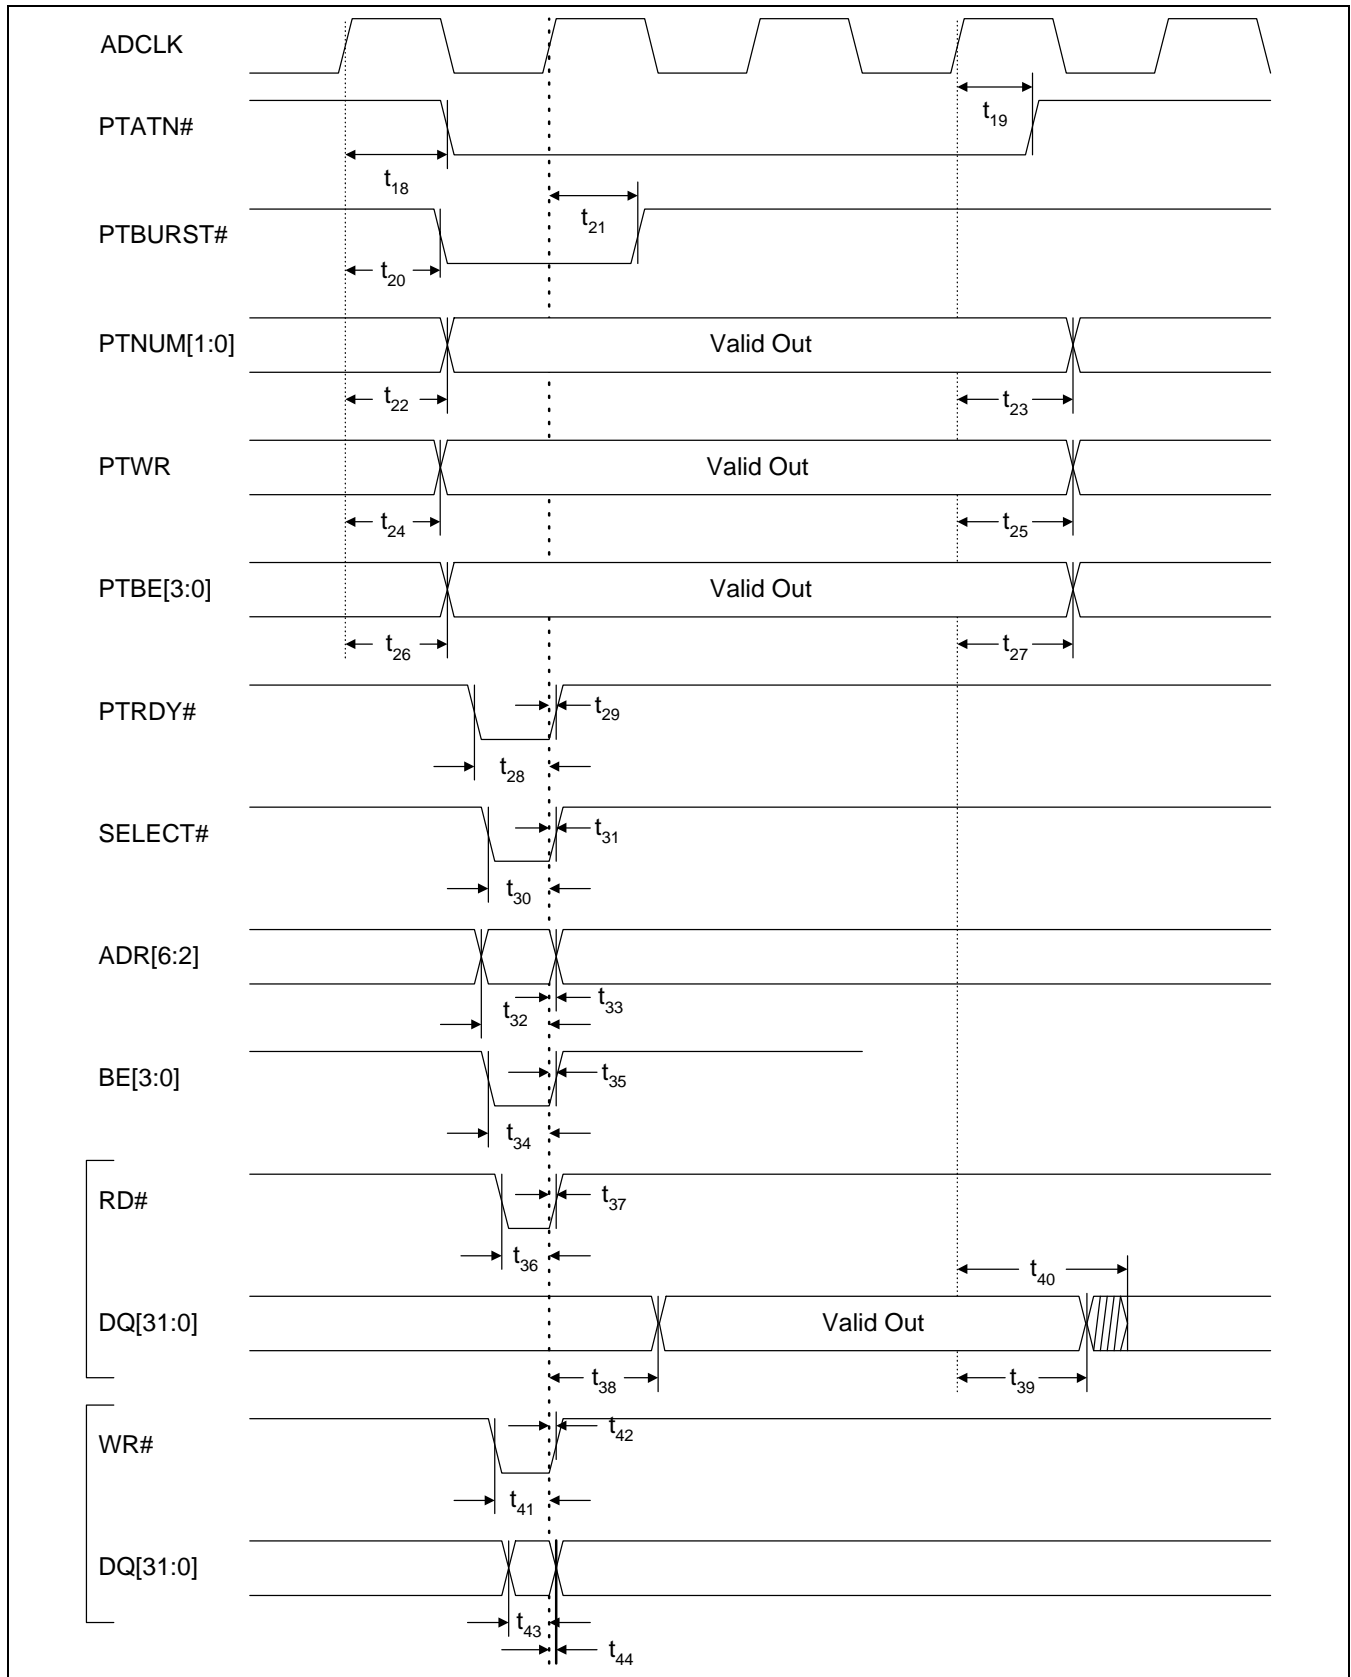 ADCLK
t19
PTATN#
t18
t21
PTBURST#
t20
PTNUM[1:0] Valid Out
t22 t23
PTWR Valid Out
t24 t25
PTBE[3:0] Valid Out
t26 t27
PTRDY# t29
t28
SELECT# t31
t30
ADR[6:2]
t32 t33
BE[3:0] t35
t34
RD# t37
t36 t40
DQ[31:0] Valid Out
t38 t39
WR# t42
t41
DQ[31:0]
t43
t44